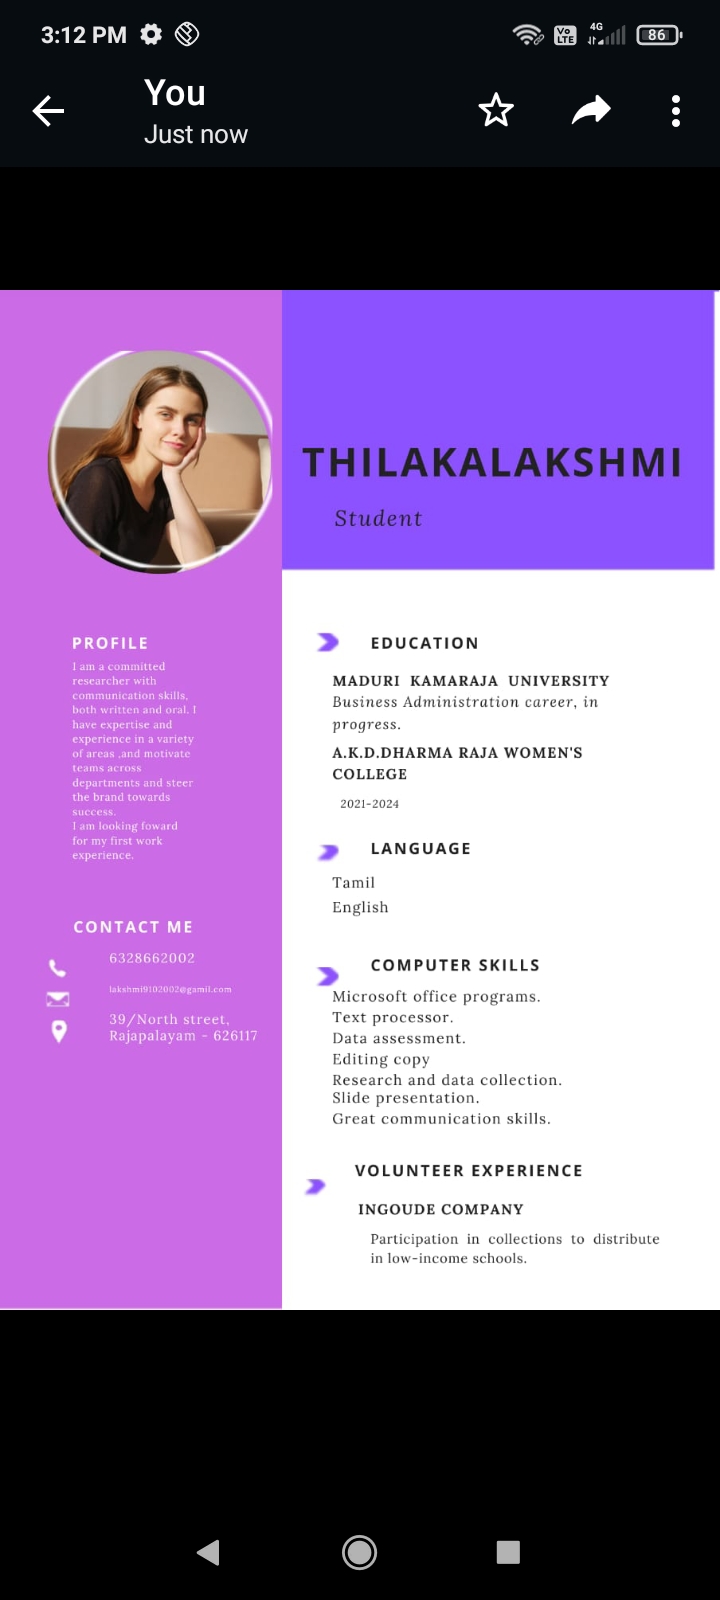 3:12 PM
Vo LTE
4G
86
You
Just now
THILAKALAKSHMI
Student
PROFILE
I am a committed
researcher with
communication skills,
both written and oral. I
have expertise and
experience in a variety
of areas ,and motivate
teams across
departments and steer
the brand towards
success.
I am looking foward
for my first work
experience.
CONTACT ME
6328662002
lakshmi9102002@gamil.com
39/North street,
Rajapalayam - 626117
EDUCATION
MADURI KAMARAJA UNIVERSITY
Business Administration career, in
progress.
A.K.D.DHARMA RAJA WOMEN'S
COLLEGE
2021-2024
LANGUAGE
Tamil
English
COMPUTER SKILLS
Microsoft office programs.
Text processor.
Data assessment.
Editing copy
Research and data collection.
Slide presentation.
Great communication skills.
VOLUNTEER EXPERIENCE
INGOUDE COMPANY
Participation in collections to distribute
in low-income schools.